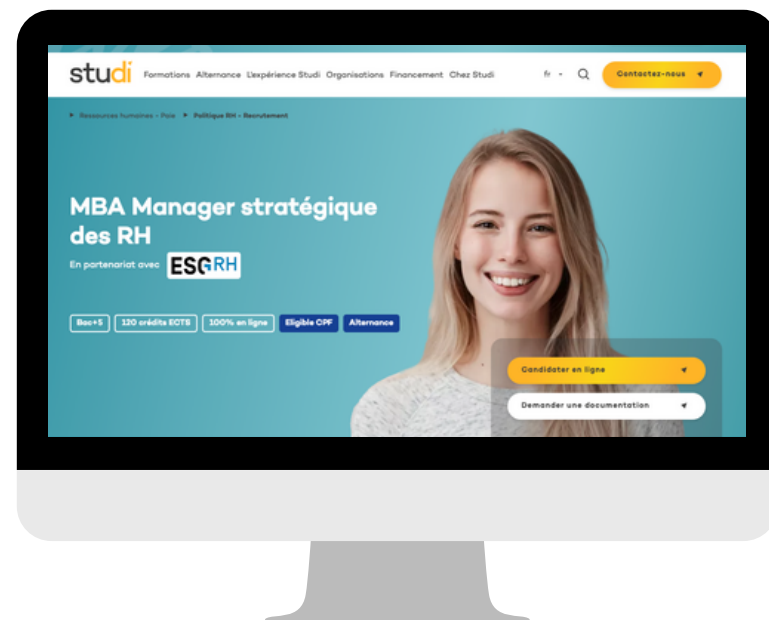 studi
Formations Alternance L'expérience Studi Organisations Financement Chez Studi
fr
Contactez-nous
Ressources humaines - Paie
Politique RH - Recrutement
MBA Manager stratégique
des RH
En partenariat avec ESGRH
Bac+5
120 crédits ECTS
100% en ligne
Eligible CPF
Alternance
Candidater en ligne
Demander une documentation